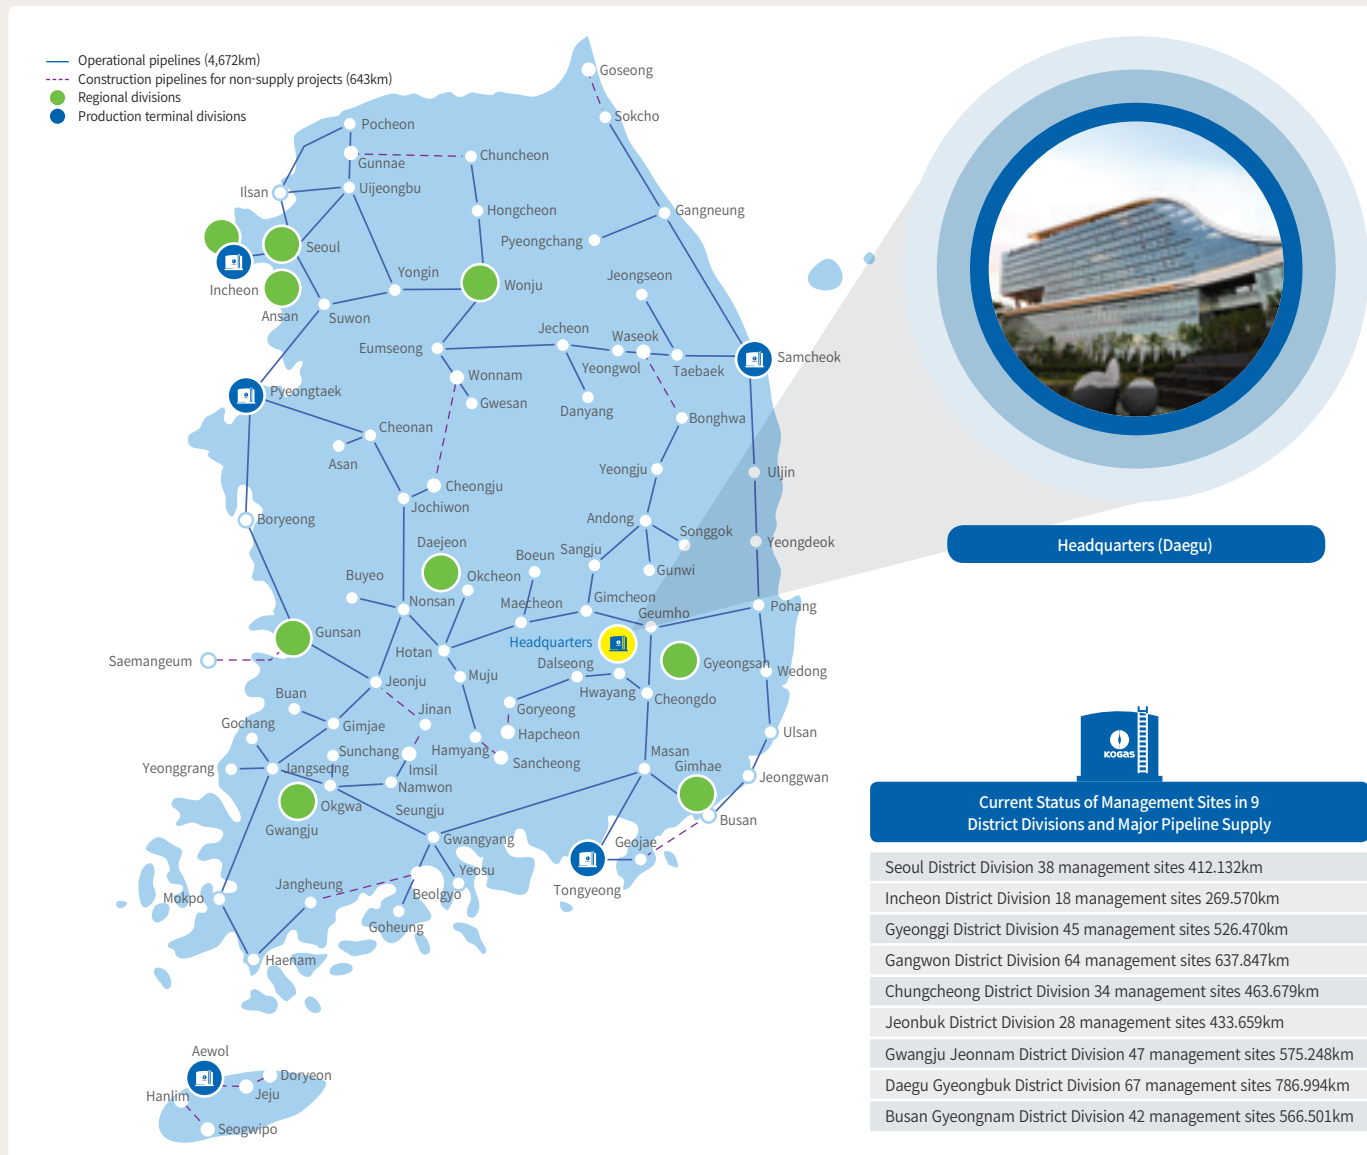 Operational pipelines (4,672km)
Construction pipelines for non-supply projects (643km)
Regional divisions
Production terminal divisions
Goseong
Sokcho
Pocheon
Gunnae
Chuncheon
Ilsan
Uijeongbu
Hongcheon
Gangneung
Pyeongchang
Seoul
Incheon
Ansan
Yongin
Wonju
Jeongseon
Suwon
Eumseong
Jecheon
Waseok
Yeongwol
Taebaek
Samcheok
Pyeongtaek
Wonnam
Gwesan
Danyang
Bonghwa
Cheonan
Asan
Yeongju
Uljin
Cheongju
Jochiwon
Boryeong
Andong
Songgok
Yeongdeok
Daejeon
Boeun
Sangju
Gunwi
Buyeo
Okcheon
Nonsan
Maecheon
Gimcheon
Geumho
Pohang
Gunsan
Hotan
Headquarters
Dalseong
Gyeongsan
Wedong
Saemangeum
Jeonju
Muju
Hwayang
Cheongdo
Buan
Jinan
Goryeong
Gochang
Gimjae
Hapcheon
Ulsan
Sunchang
Hamyang
Sancheong
Masan
Gimhae
Yeonggrang
Jangseong
Imsil
Namwon
Jeonggwan
Okgwa
Seungju
Gwangju
Busan
Gwangyang
Geojae
Yeosu
Tongyeong
Jangheung
Beolgyo
Mokpo
Goheung
Haenam
Aewol
Doryeon
Jeju
Hanlim
Seogwipo
Headquarters (Daegu)
KOGAS
Current Status of Management Sites in 9
District Divisions and Major Pipeline Supply
Seoul District Division 38 management sites 412.132km
Incheon District Division 18 management sites 269.570km
Gyeonggi District Division 45 management sites 526.470km
Gangwon District Division 64 management sites 637.847km
Chungcheong District Division 34 management sites 463.679km
Jeonbuk District Division 28 management sites 433.659km
Gwangju Jeonnam District Division 47 management sites 575.248km
Daegu Gyeongbuk District Division 67 management sites 786.994km
Busan Gyeongnam District Division 42 management sites 566.501km